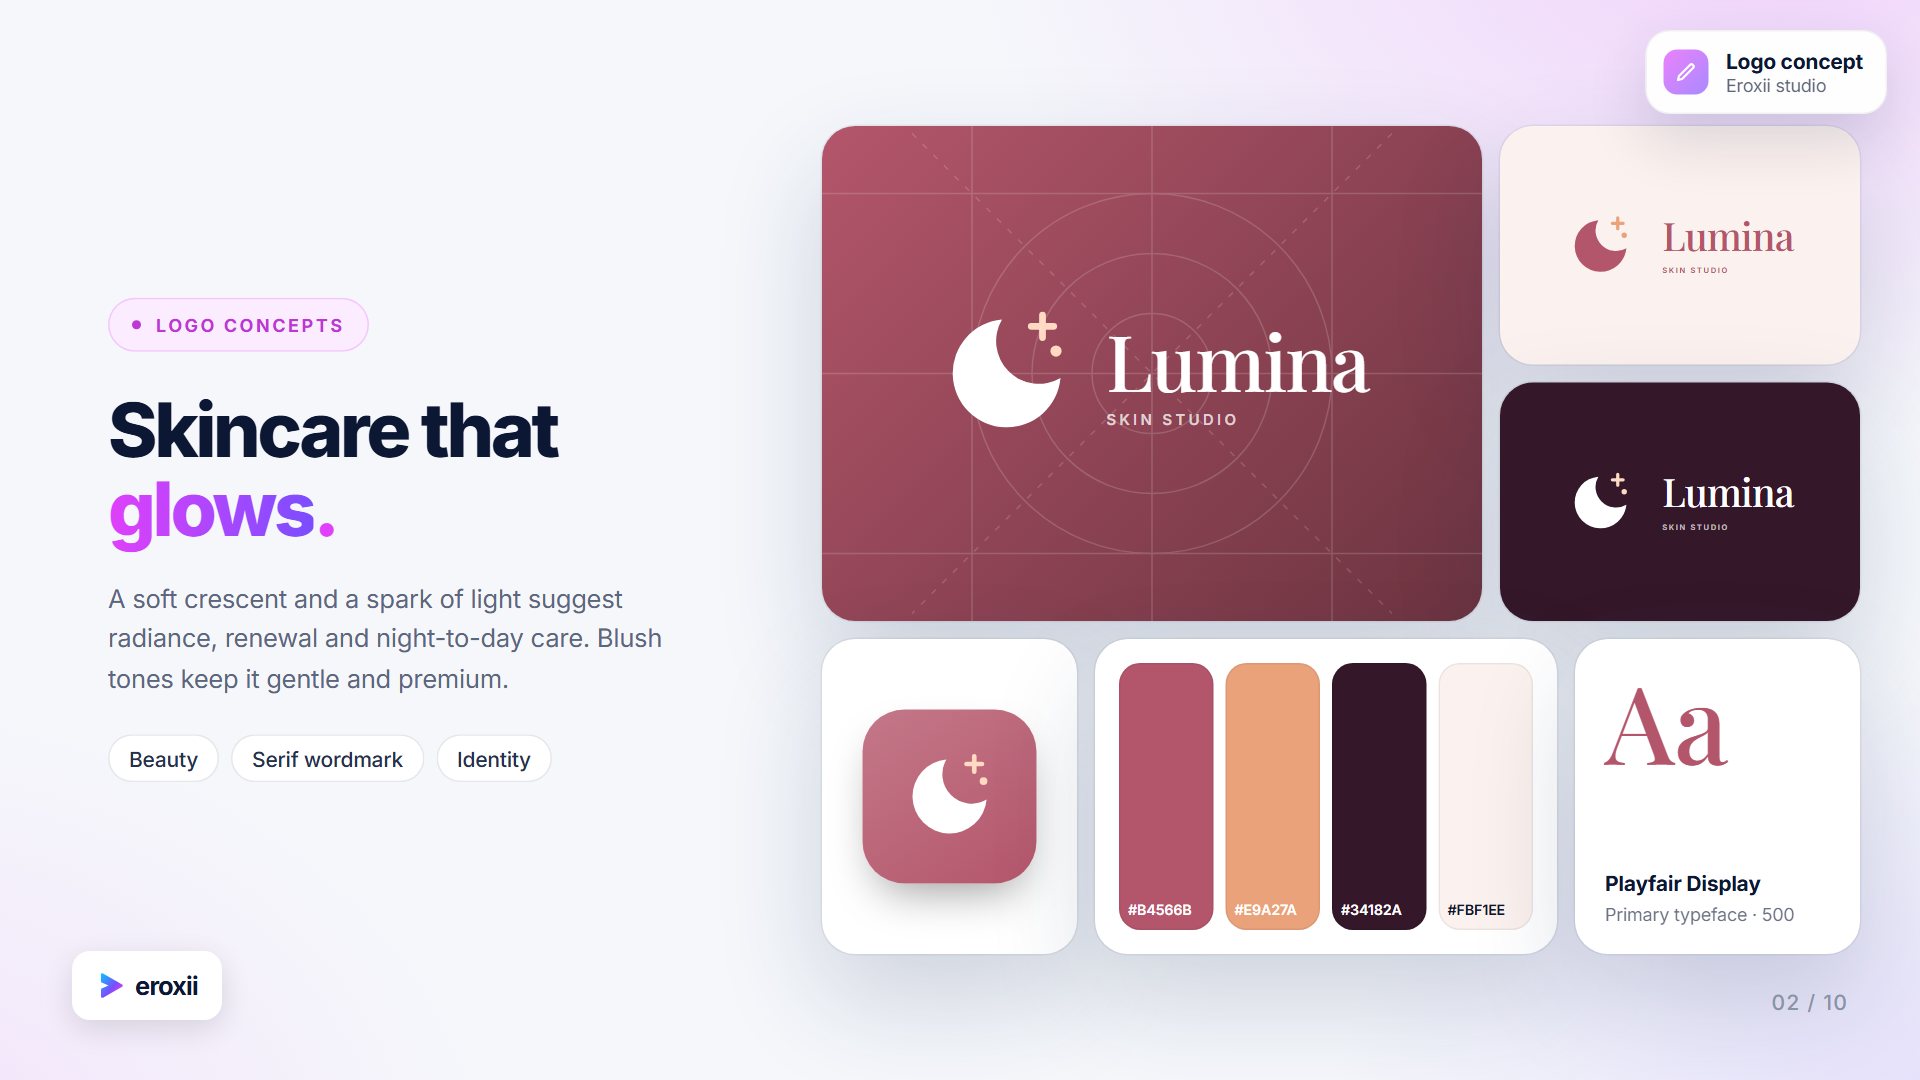 Logo concept
Eroxii studio
LOGO CONCEPTS
Skincare that
glows.
A soft crescent and a spark of light suggest
radiance, renewal and night-to-day care. Blush
tones keep it gentle and premium.
Beauty
Serif wordmark
Identity
Lumina
SKIN STUDIO
Lumina
SKIN STUDIO
Lumina
SKIN STUDIO
#B4566B
#E9A27A
#34182A
#FBF1EE
Aa
Playfair Display
Primary typeface · 500
eroxii
02 / 10